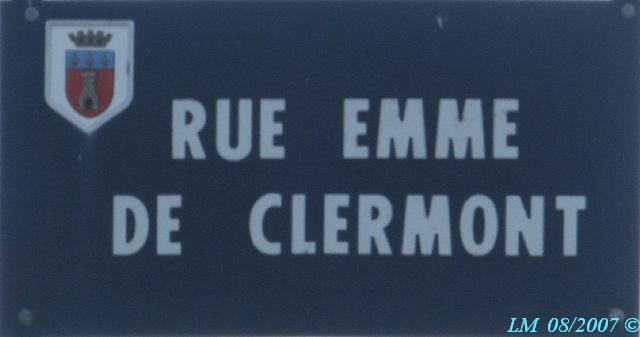 RUE EMME
DE CLERMONT
LM 08/2007 ©